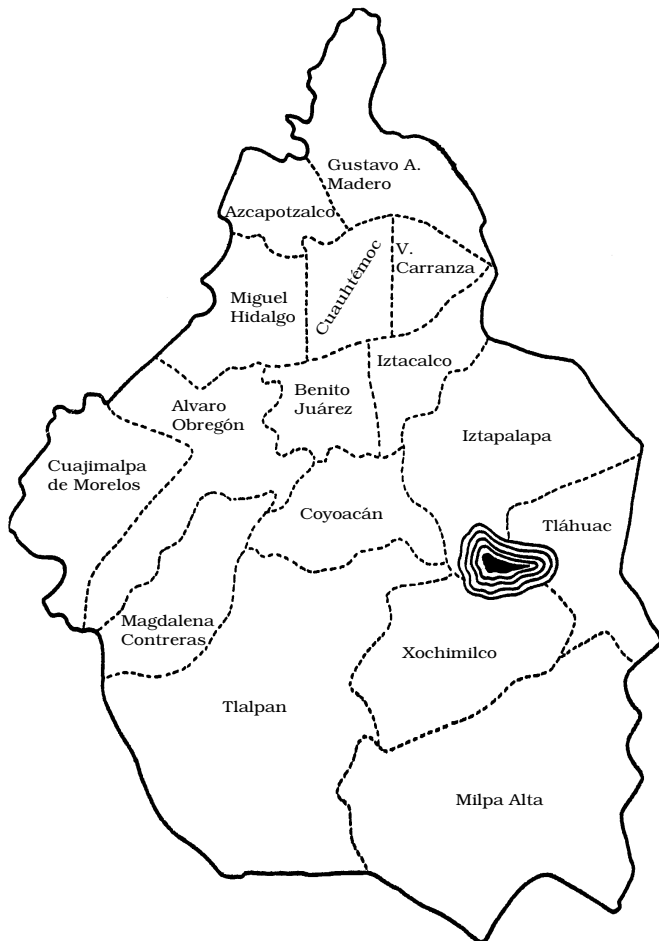 Gustavo A.
Madero
Azcapotzalco
V.
Carranza
Cuauhtémoc
Miguel
Hidalgo
Iztacalco
Benito
Juárez
Alvaro
Obregón
Iztapalapa
Cuajimalpa
de Morelos
Coyoacán
Tláhuac
Magdalena
Contreras
Xochimilco
Tlalpan
Milpa Alta